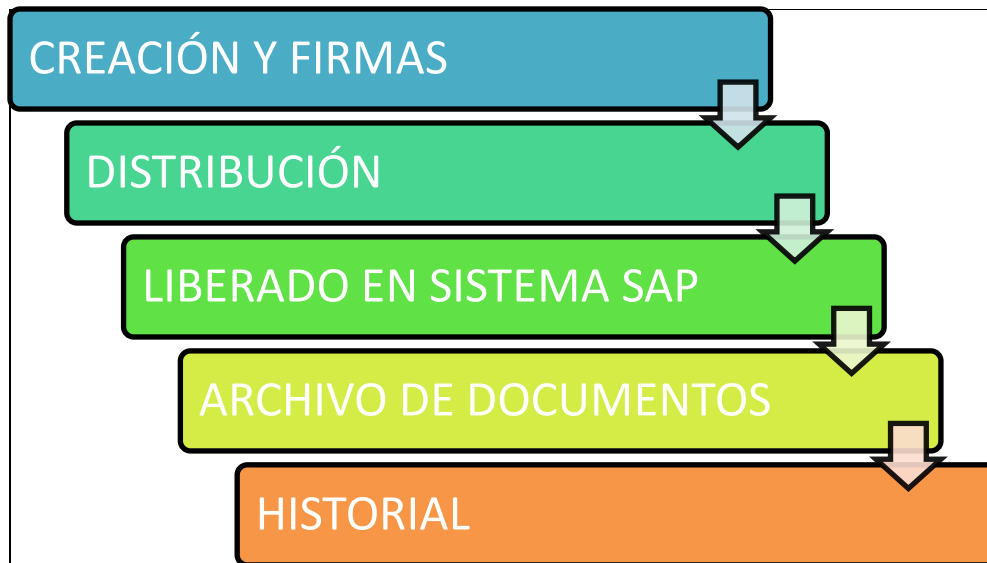 CREACIÓN Y FIRMAS
DISTRIBUCIÓN
LIBERADO EN SISTEMA SAP
ARCHIVO DE DOCUMENTOS
HISTORIAL